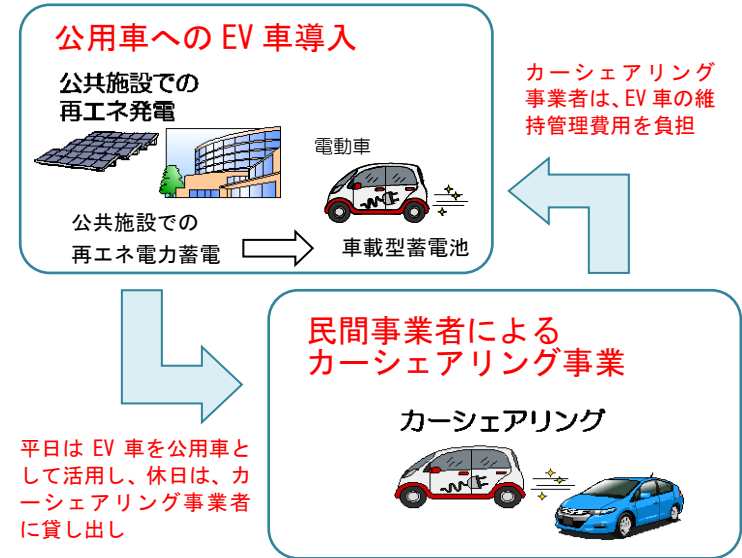 公用車への EV 車導入
公共施設での
再エネ発電
電動車
公共施設での
再エネ電力蓄電
車載型蓄電池
カーシェアリング
事業者は、EV 車の維
持管理費用を負担
民間事業者による
カーシェアリング事業
カーシェアリング
平日は EV 車を公用車と
して活用し、休日は、カ
ーシェアリング事業者
に貸し出し